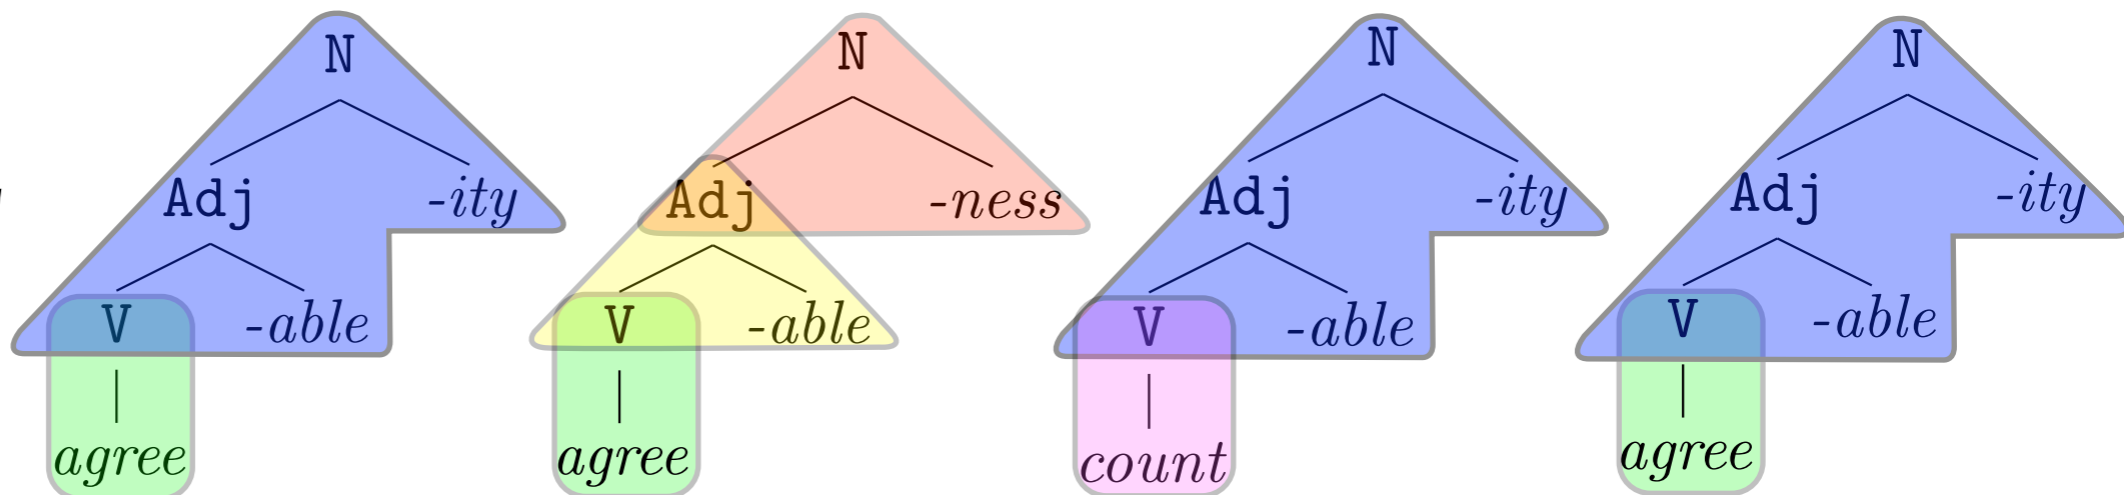 N N N N
Adj -ity Adj -ness Adj -ity Adj -ity
V -able V -able V -able V -able
agree agree count agree